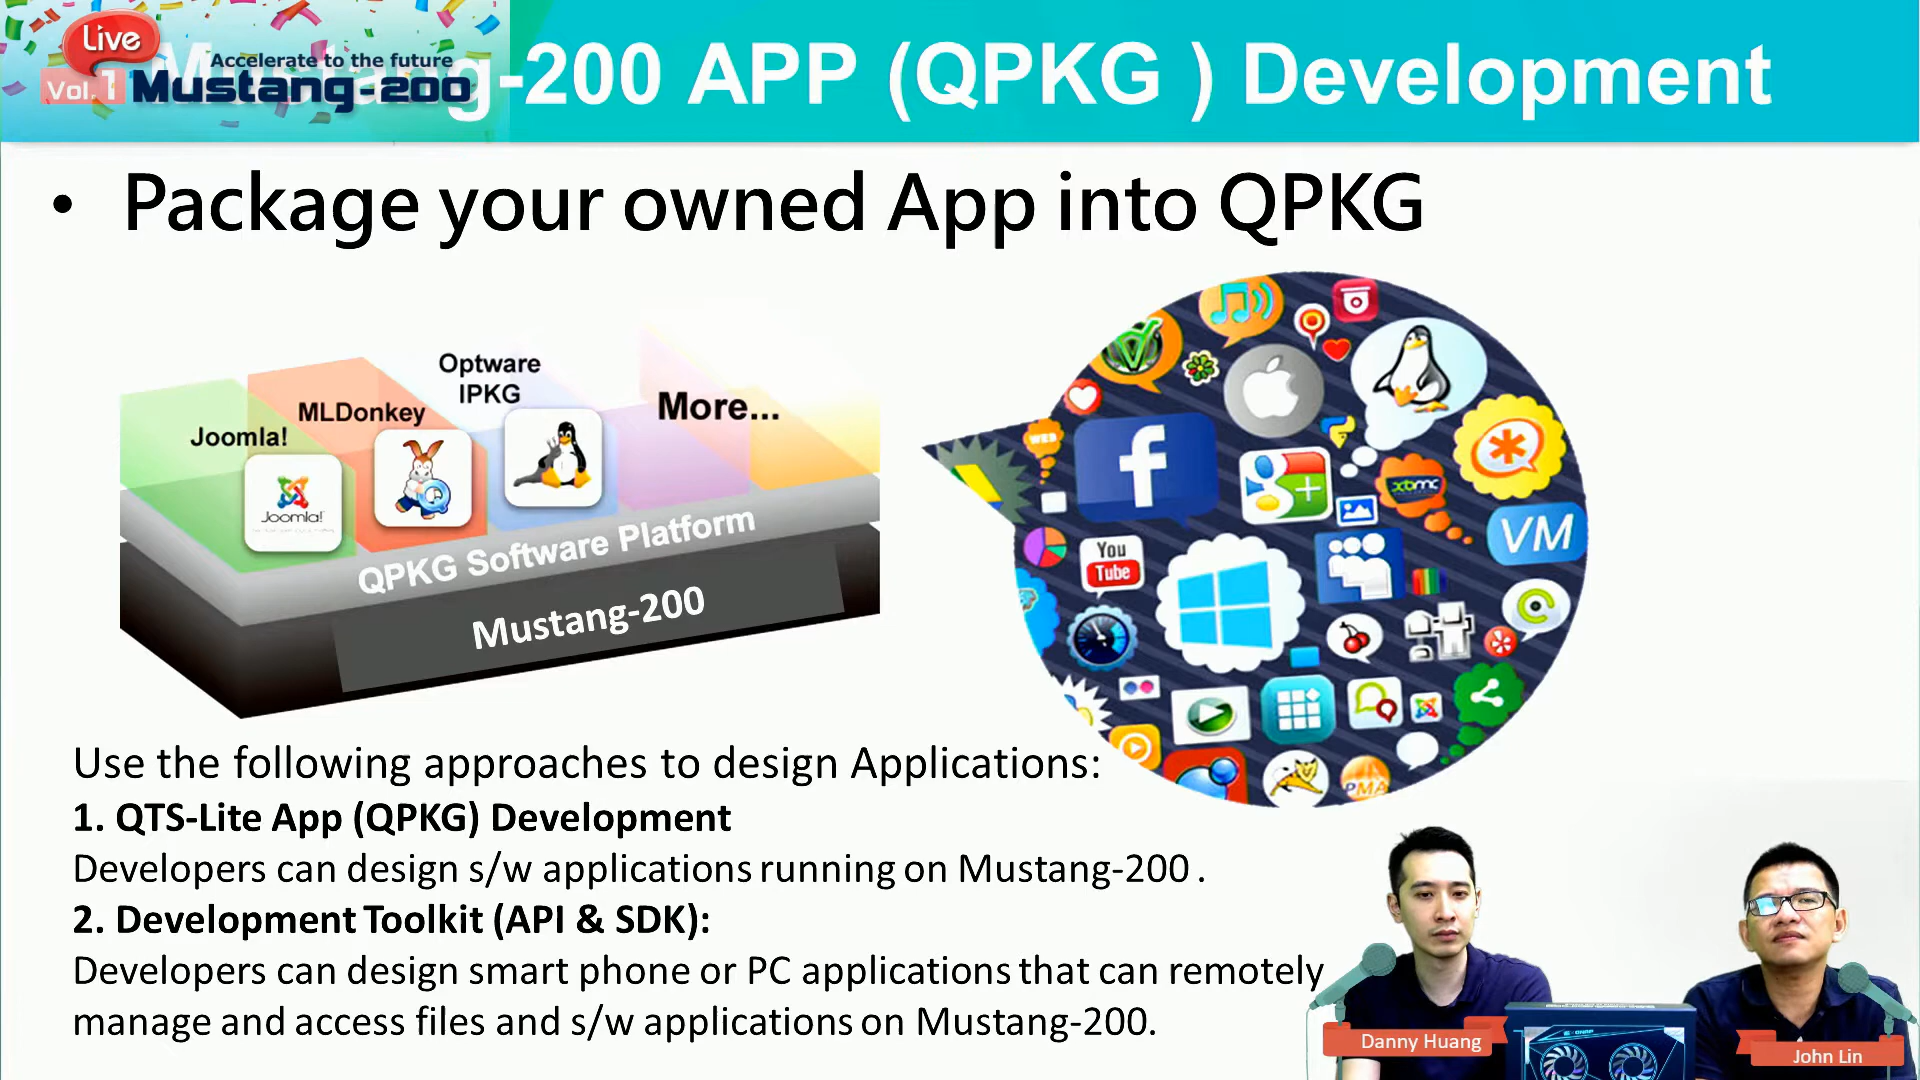 Live
Accelerate to the future
Vol.1 Mustang-200
Mustang-200 APP (QPKG ) Development
• Package your owned App into QPKG
Optware
IPKG
MLDonkey
More...
Joomla!
Joomla!
QPKG Software Platform
Mustang-200
WEB
f
g+
xbmc
VM
You
Tube
PMA
Use the following approaches to design Applications:
1. QTS-Lite App (QPKG) Development
Developers can design s/w applications running on Mustang-200 .
2. Development Toolkit (API & SDK):
Developers can design smart phone or PC applications that can remotely
manage and access files and s/w applications on Mustang-200.
Danny Huang
John Lin